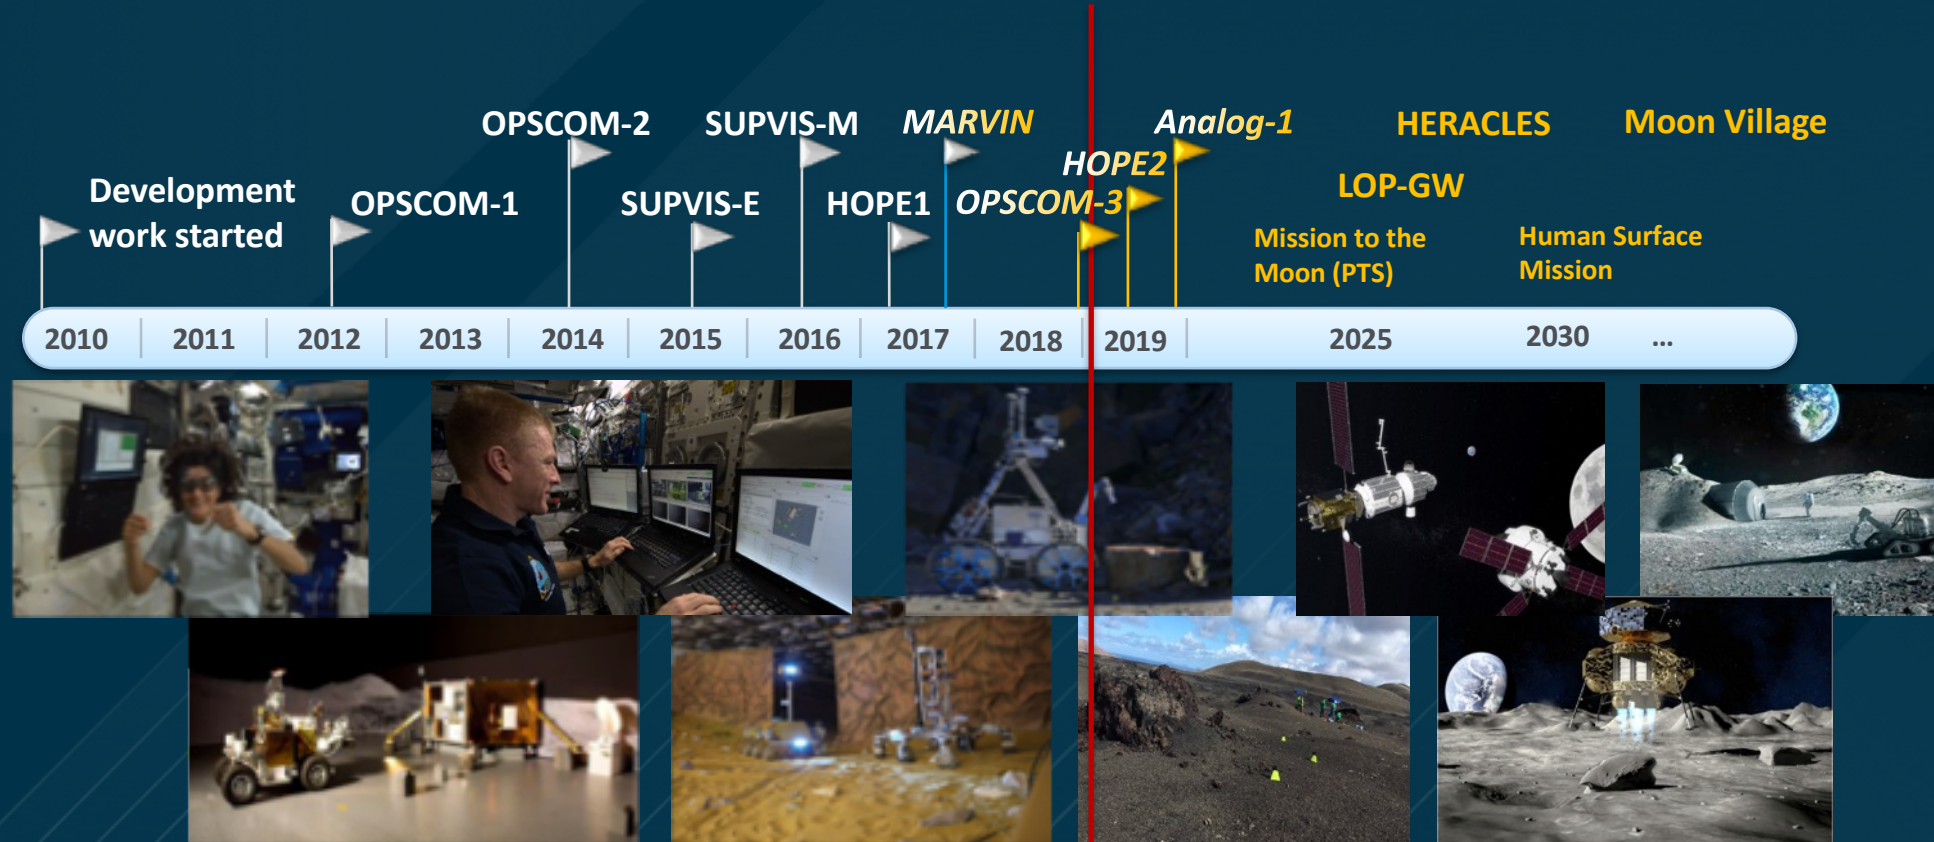 OPSCOM-2
SUPVIS-M
MARVIN
Analog-1
HERACLES
Moon Village
HOPE2
Development
work started
OPSCOM-1
SUPVIS-E
HOPE1
OPSCOM-3
LOP-GW
Mission to the
Moon (PTS)
Human Surface
Mission
2010
2011
2012
2013
2014
2015
2016
2017
2018
2019
2025
2030
...